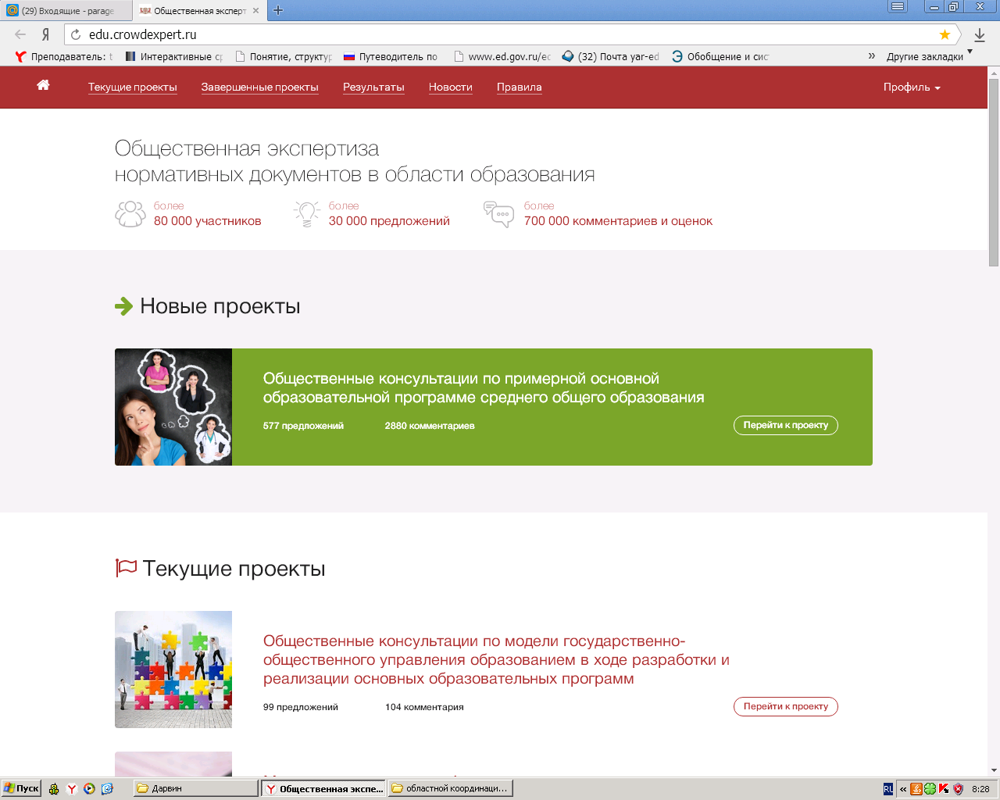 (29) Входящие - parage
Общественная эксперт
edu.crowdexpert.ru
Преподаватель: t
Интерактивные ср
Понятие, структур
Путеводитель по
www.ed.gov.ru/ec
(32) Почта yar-ed
Обобщение и сист
»
Другие закладки
Текущие проекты
Завершенные проекты
Результаты
Новости
Правила
Профиль
Общественная экспертиза
нормативных документов в области образования
более
80 000 участников
более
30 000 предложений
более
700 000 комментариев и оценок
Новые проекты
Общественные консультации по примерной основной
образовательной программе среднего общего образования
577 предложений
2880 комментариев
Перейти к проекту
Текущие проекты
Общественные консультации по модели государственно-
общественного управления образованием в ходе разработки и
реализации основных образовательных программ
99 предложений
104 комментария
Перейти к проекту
Пуск
Дарвин
Общественная экспе...
областной координаци...
RU
«
8:28